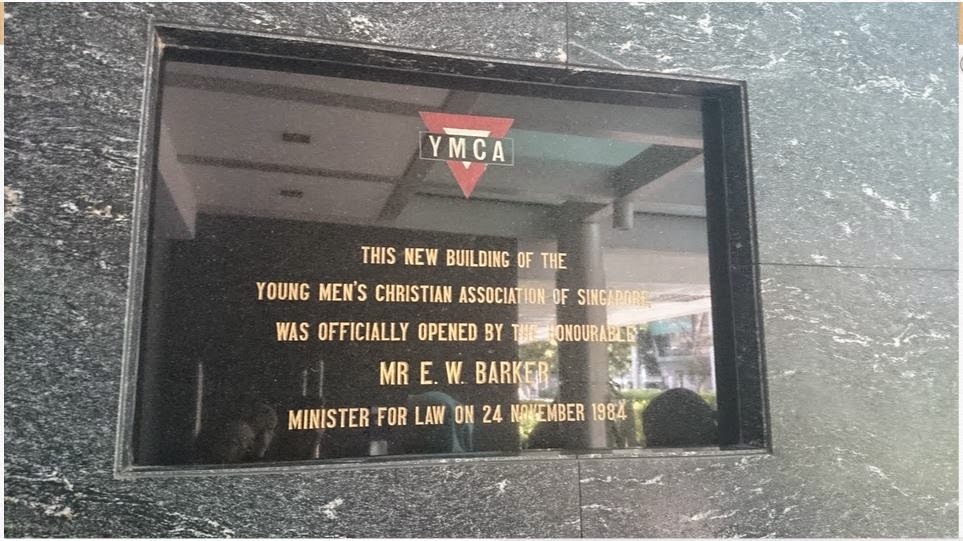 YMCA
THIS NEW BUILDING OF THE
YOUNG MEN'S CHRISTIAN ASSOCIATION OF SINGAPORE,
WAS OFFICIALLY OPENED BY THE HONOURABLE
MR E. W. BARKER
MINISTER FOR LAW ON 24 NOVEMBER 1984